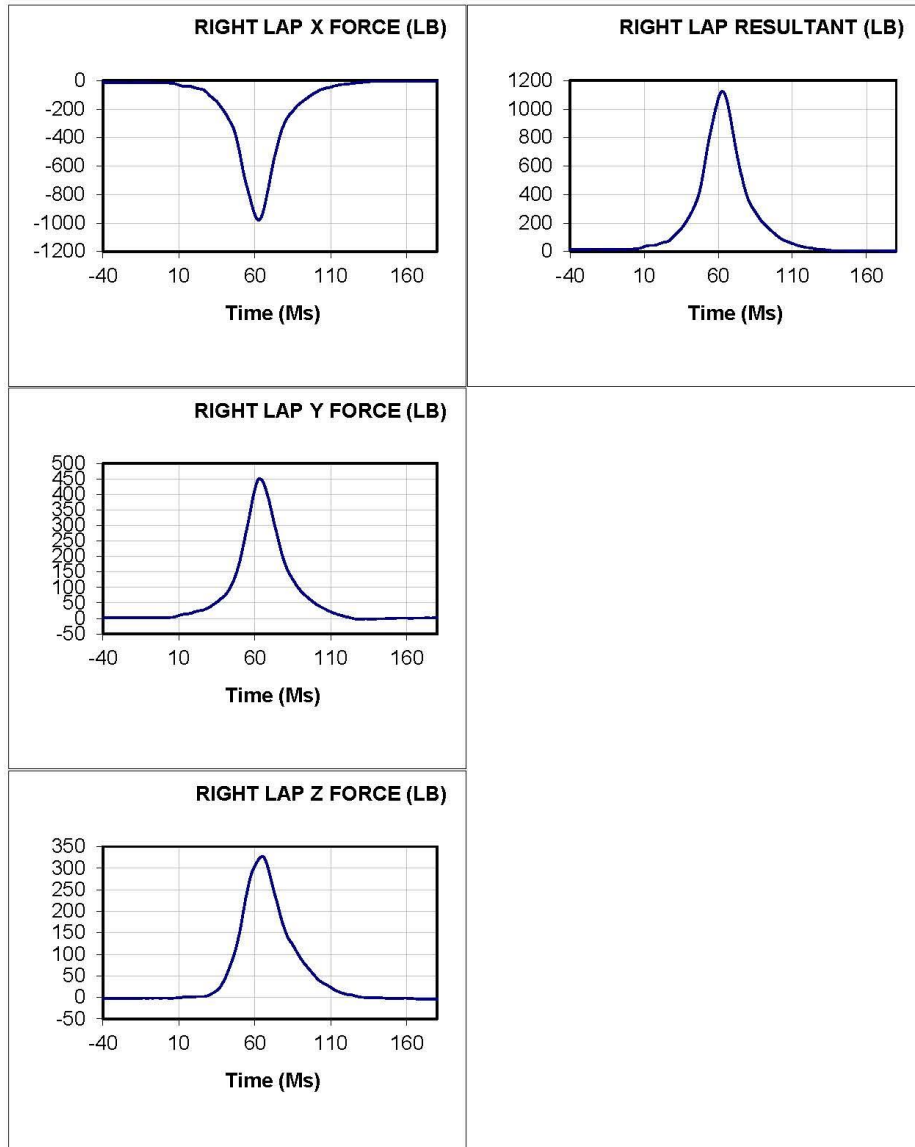 RIGHT LAP X FORCE (LB)
0
-200
-400
-600
-800
-1000
-1200
-40 10 60 110 160
Time (Ms)
RIGHT LAP RESULTANT (LB)
1200
1000
800
600
400
200
0
-40 10 60 110 160
Time (Ms)
RIGHT LAP Y FORCE (LB)
500
450
400
350
300
250
200
150
100
50
0
-50
-40 10 60 110 160
Time (Ms)
RIGHT LAP Z FORCE (LB)
350
300
250
200
150
100
50
0
-50
-40 10 60 110 160
Time (Ms)